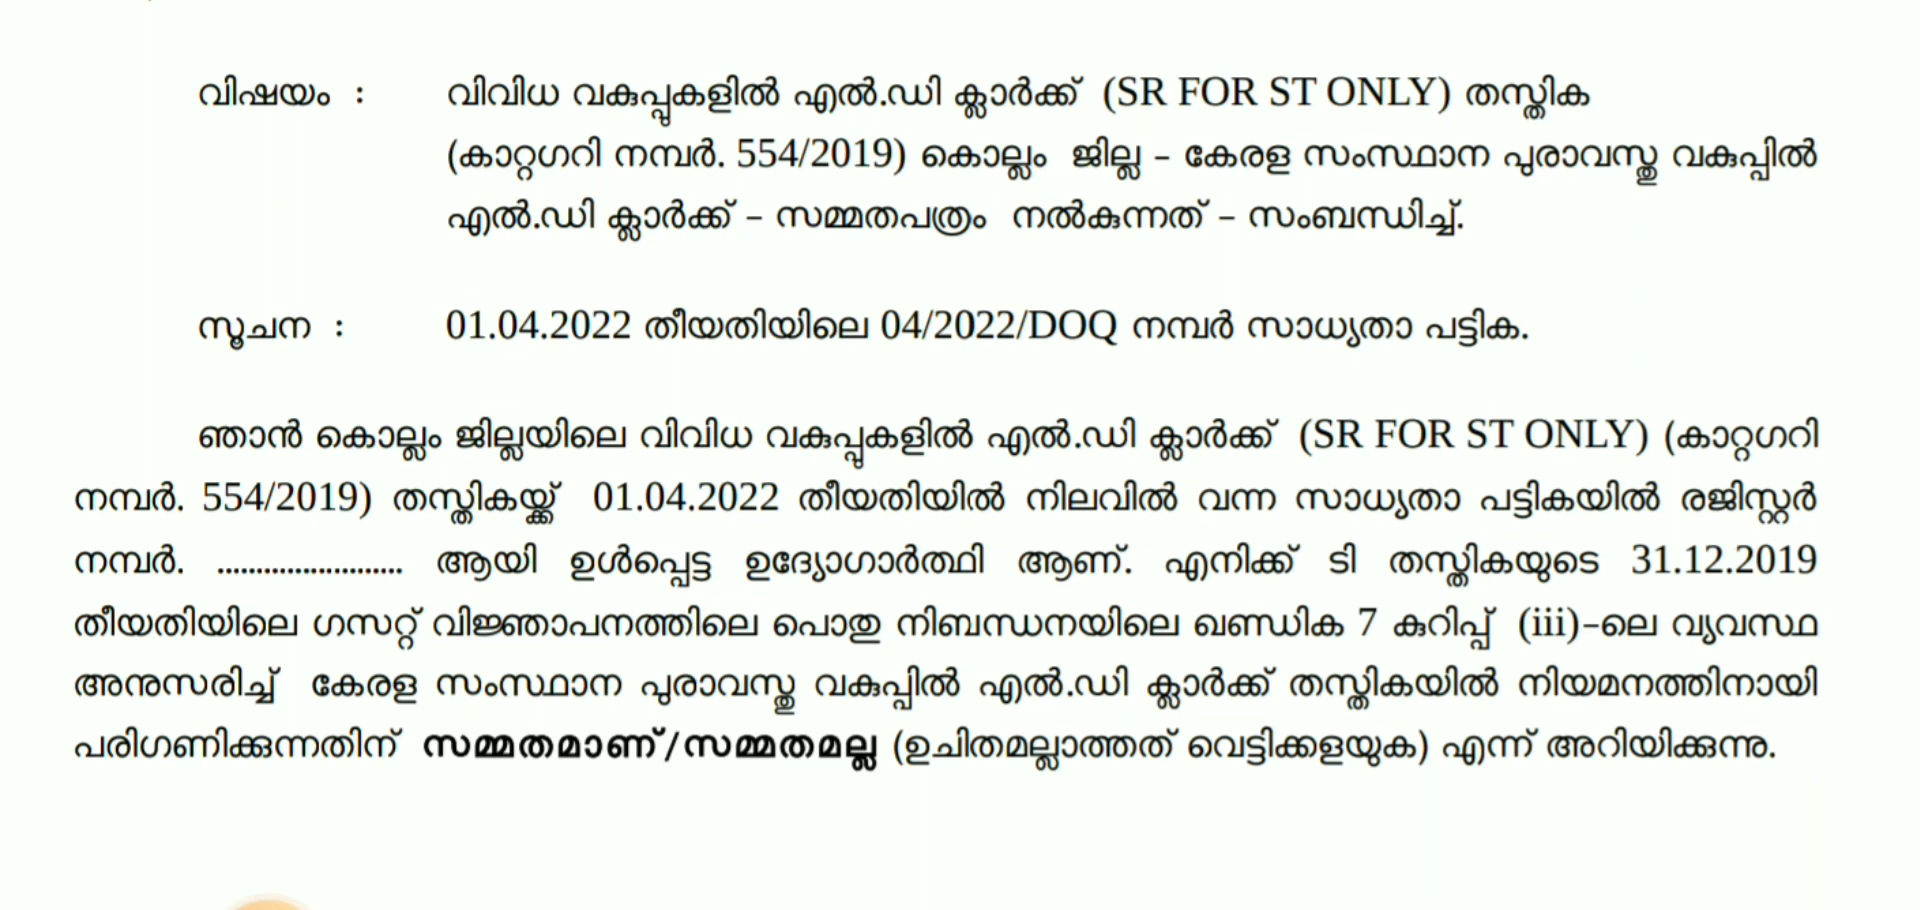 വിഷയം : വിവിധ വകുപ്പുകളിൽ എൽ.ഡി ക്ലാർക്ക് (SR FOR ST ONLY) തസ്തിക
(കാറ്റഗറി നമ്പർ. 554/2019) കൊല്ലം ജില്ല – കേരള സംസ്ഥാന പുരാവസ്തു വകുപ്പിൽ
എൽ.ഡി ക്ലാർക്ക് – സമ്മതപത്രം നൽകുന്നത് – സംബന്ധിച്ച്.
സൂചന : 01.04.2022 തീയതിയിലെ 04/2022/DOQ നമ്പർ സാധ്യതാ പട്ടിക.
ഞാൻ കൊല്ലം ജില്ലയിലെ വിവിധ വകുപ്പുകളിൽ എൽ.ഡി ക്ലാർക്ക് (SR FOR ST ONLY) (കാറ്റഗറി
നമ്പർ. 554/2019) തസ്തികയ്ക്ക് 01.04.2022 തീയതിയിൽ നിലവിൽ വന്ന സാധ്യതാ പട്ടികയിൽ രജിസ്റ്റർ
നമ്പർ. ........................ ആയി ഉൾപ്പെട്ട ഉദ്യോഗാർത്ഥി ആണ്. എനിക്ക് ടി തസ്തികയുടെ 31.12.2019
തീയതിയിലെ ഗസറ്റ് വിജ്ഞാപനത്തിലെ പൊതു നിബന്ധനയിലെ ഖണ്ഡിക 7 കുറിപ്പ് (iii)–ലെ വ്യവസ്ഥ
അനുസരിച്ച് കേരള സംസ്ഥാന പുരാവസ്തു വകുപ്പിൽ എൽ.ഡി ക്ലാർക്ക് തസ്തികയിൽ നിയമനത്തിനായി
പരിഗണിക്കുന്നതിന് സമ്മതമാണ്/സമ്മതമല്ല (ഉചിതമല്ലാത്തത് വെട്ടിക്കളയുക) എന്ന് അറിയിക്കുന്നു.